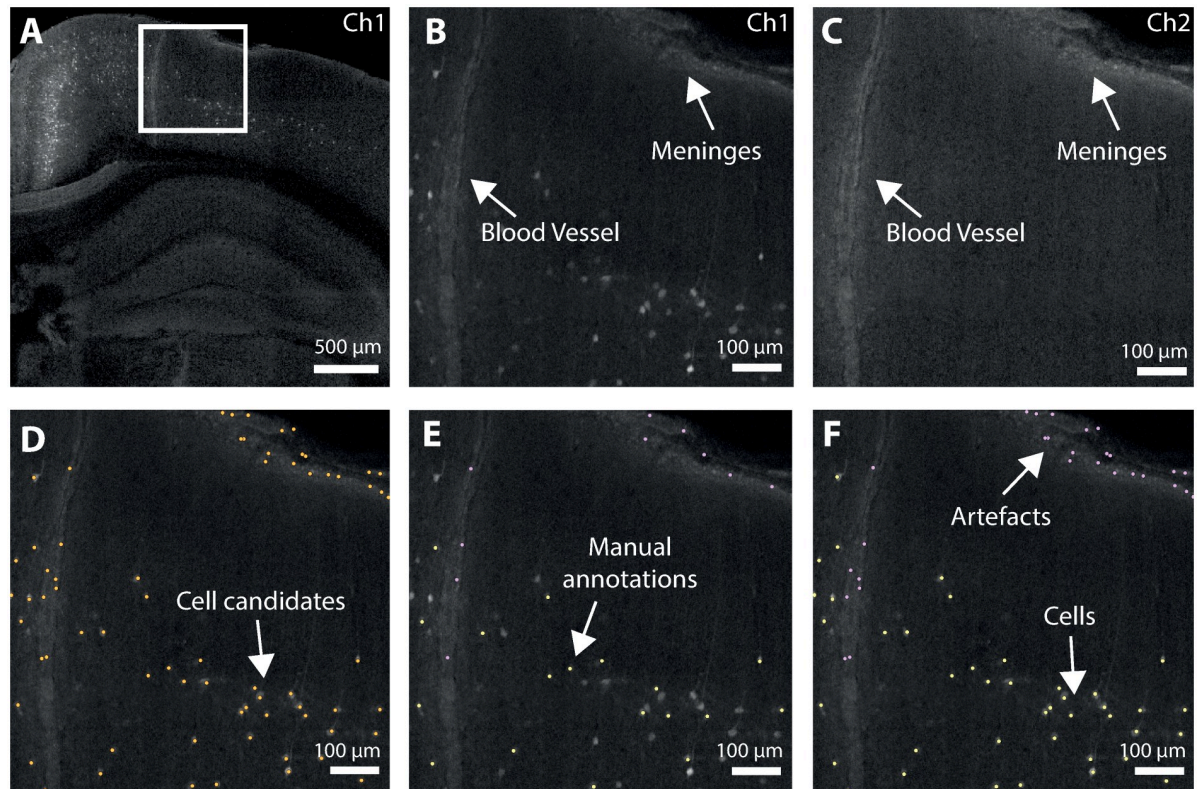 A
Ch1
500 µm
B
Ch1
Meninges
Blood Vessel
100 µm
C
Ch2
Meninges
Blood Vessel
100 µm
D
Cell candidates
100 µm
E
Manual
annotations
100 µm
F
Artefacts
Cells
100 µm